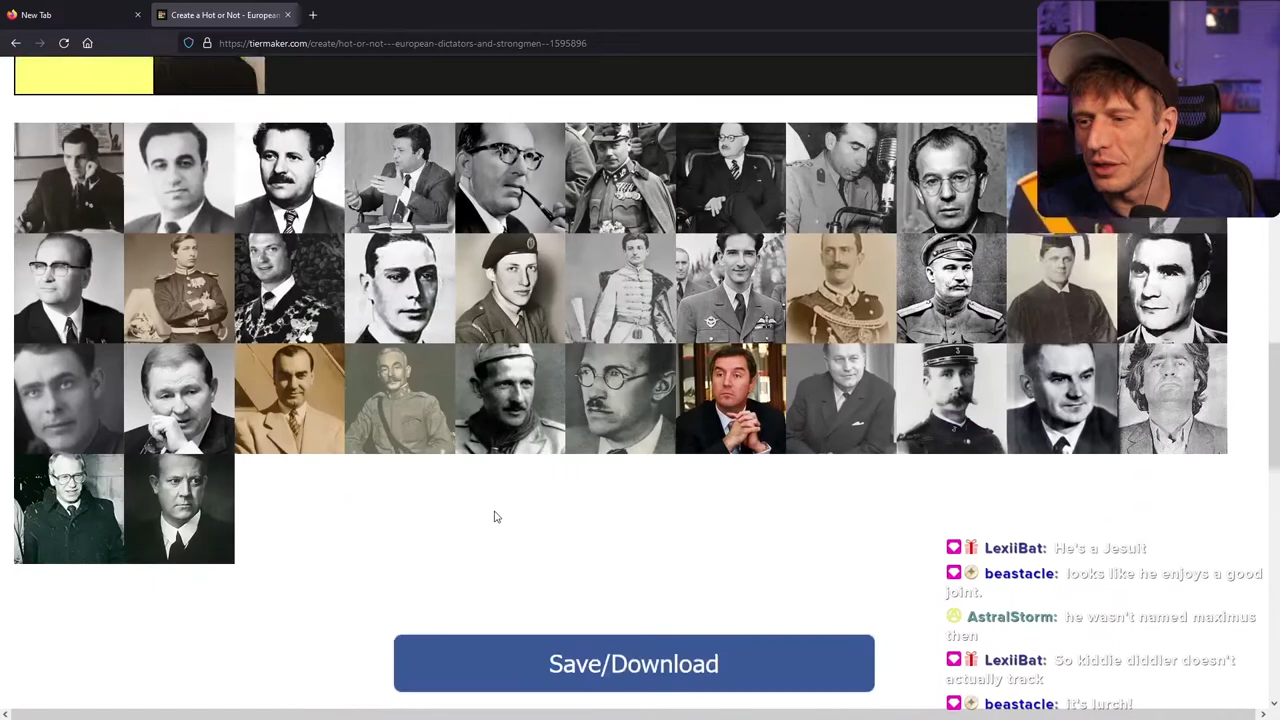 New Tab
Create a Hot or Not - European
https://tiermaker.com/create/hot-or-not---european-dictators-and-strongmen--1595896
LexiiBat: He's a Jesuit
beastacle: looks like he enjoys a good
joint.
AstralStorm: he wasn't named maximus
then
LexiiBat: So kiddie diddler doesn't
actually track
beastacle: it's lurch!
Save/Download